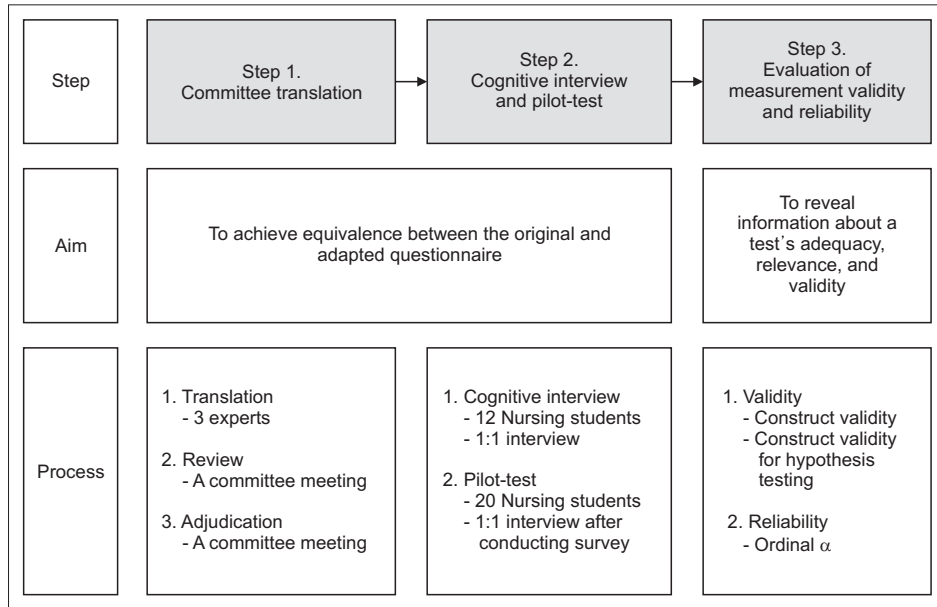 Step
Step 1.
Committee translation
Step 2.
Cognitive interview
and pilot-test
Step 3.
Evaluation of
measurement validity
and reliability
Aim
To achieve equivalence between the original and
adapted questionnaire
To reveal
information about a
test's adequacy,
relevance, and
validity
Process
1. Translation
- 3 experts
2. Review
- A committee meeting
3. Adjudication
- A committee meeting
1. Cognitive interview
- 12 Nursing students
- 1:1 interview
2. Pilot-test
- 20 Nursing students
- 1:1 interview after
conducting survey
1. Validity
- Construct validity
- Construct validity
for hypothesis
testing
2. Reliability
- Ordinal α